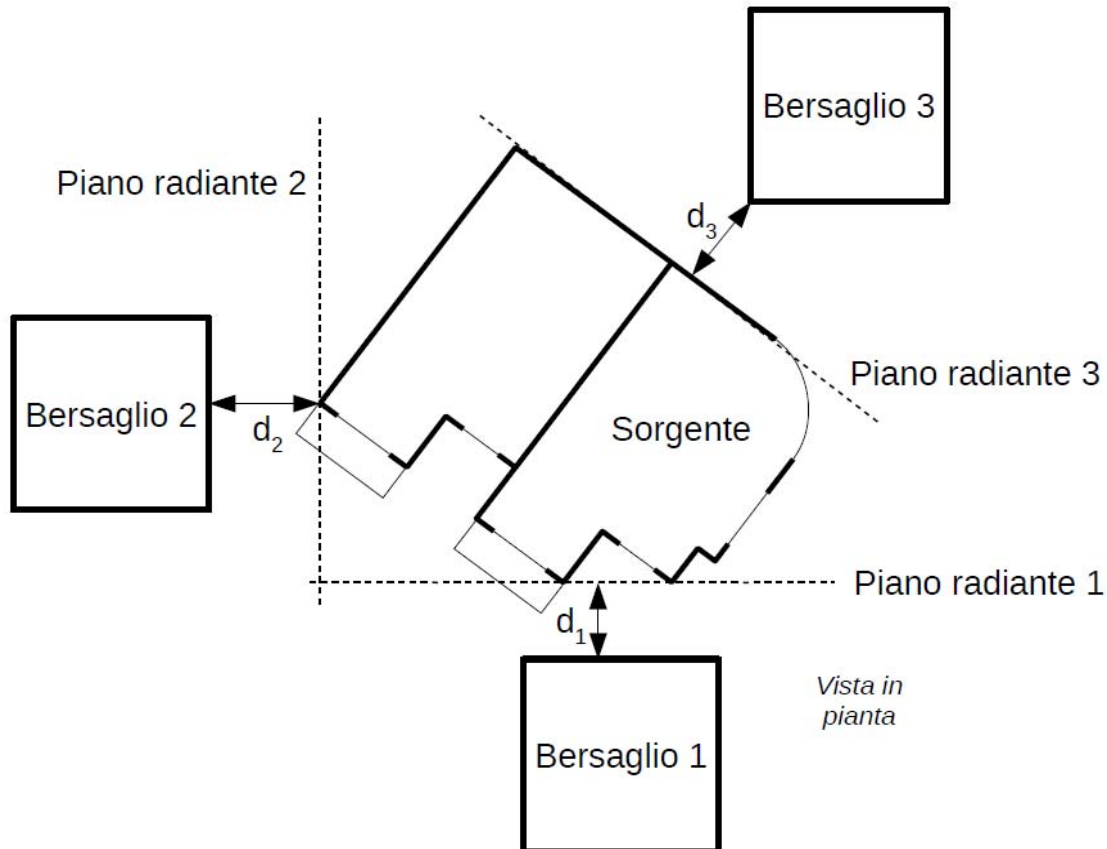 Bersaglio 3
Piano radiante 2
d3
Piano radiante 3
Bersaglio 2
d2
Sorgente
Piano radiante 1
d1
Vista in
pianta
Bersaglio 1